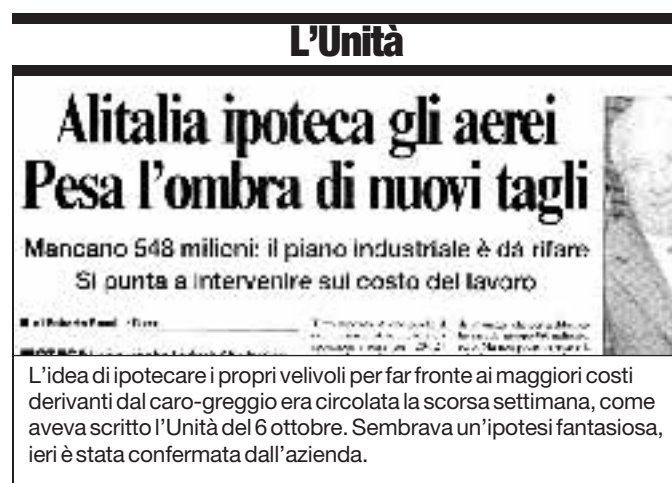 L'Unità
Alitalia ipoteca gli aerei
Pesa l'ombra di nuovi tagli
Mancano 548 milioni: il piano industriale è da rifare
Si punta a intervenire sul costo del lavoro
L'idea di ipotecare i propri velivoli per far fronte ai maggiori costi
derivanti dal caro-greggio era circolata la scorsa settimana, come
aveva scritto l'Unità del 6 ottobre. Sembrava un'ipotesi fantasiosa,
ieri è stata confermata dall'azienda.